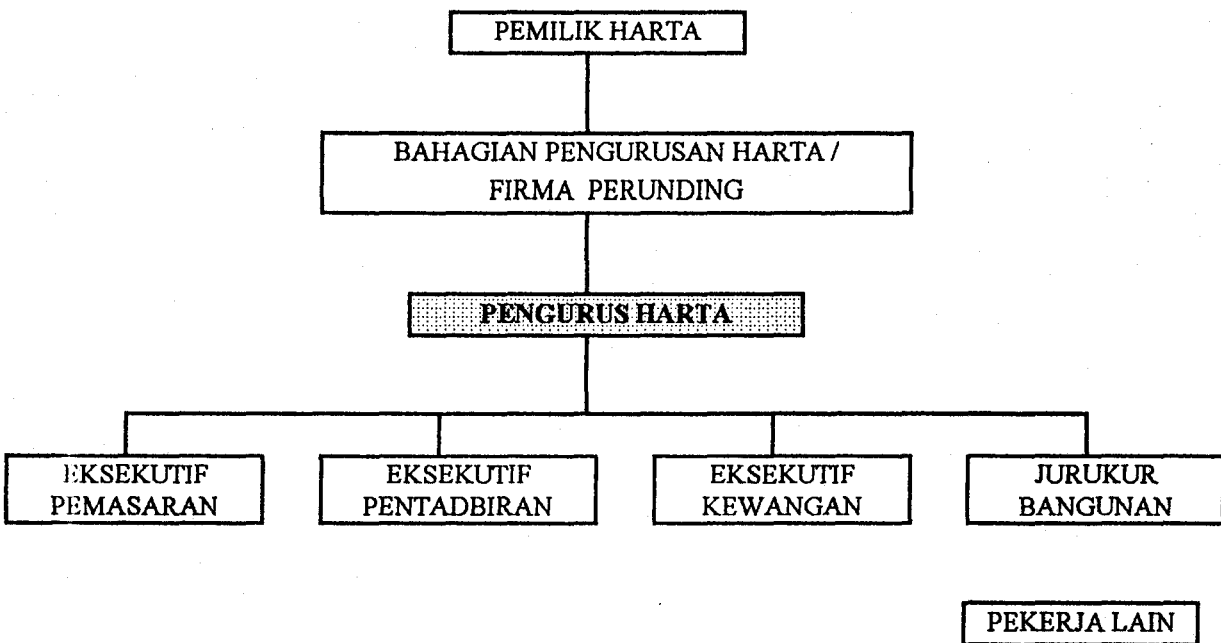 PEMILIK HARTA
BAHAGIAN PENGURUSAN HARTA /
FIRMA PERUNDING
PENGURUS HARTA
EKSEKUTIF
PEMASARAN
EKSEKUTIF
PENTADBIRAN
EKSEKUTIF
KEWANGAN
JURUKUR
BANGUNAN
PEKERJA LAIN